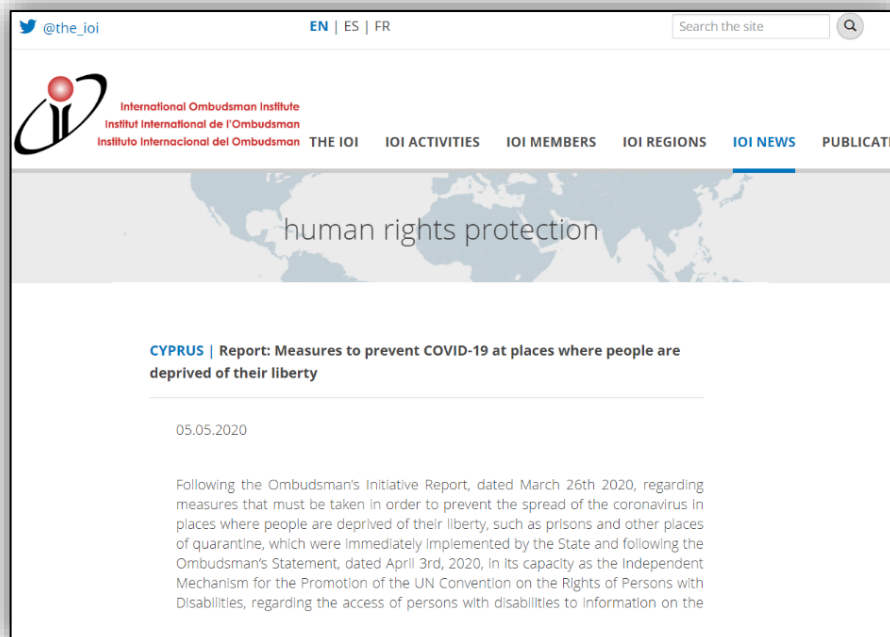 @the_ioi
EN | ES | FR
Search the site
International Ombudsman Institute
Institut International de l'Ombudsman
Instituto Internacional del Ombudsman
THE IOI IOI ACTIVITIES IOI MEMBERS IOI REGIONS IOI NEWS PUBLICATI
human rights protection
CYPRUS | Report: Measures to prevent COVID-19 at places where people are
deprived of their liberty
05.05.2020
Following the Ombudsman's Initiative Report, dated March 26th 2020, regarding
measures that must be taken in order to prevent the spread of the coronavirus in
places where people are deprived of their liberty, such as prisons and other places
of quarantine, which were immediately implemented by the State and following the
Ombudsman's Statement, dated April 3rd, 2020, in its capacity as the Independent
Mechanism for the Promotion of the UN Convention on the Rights of Persons with
Disabilities, regarding the access of persons with disabilities to information on the